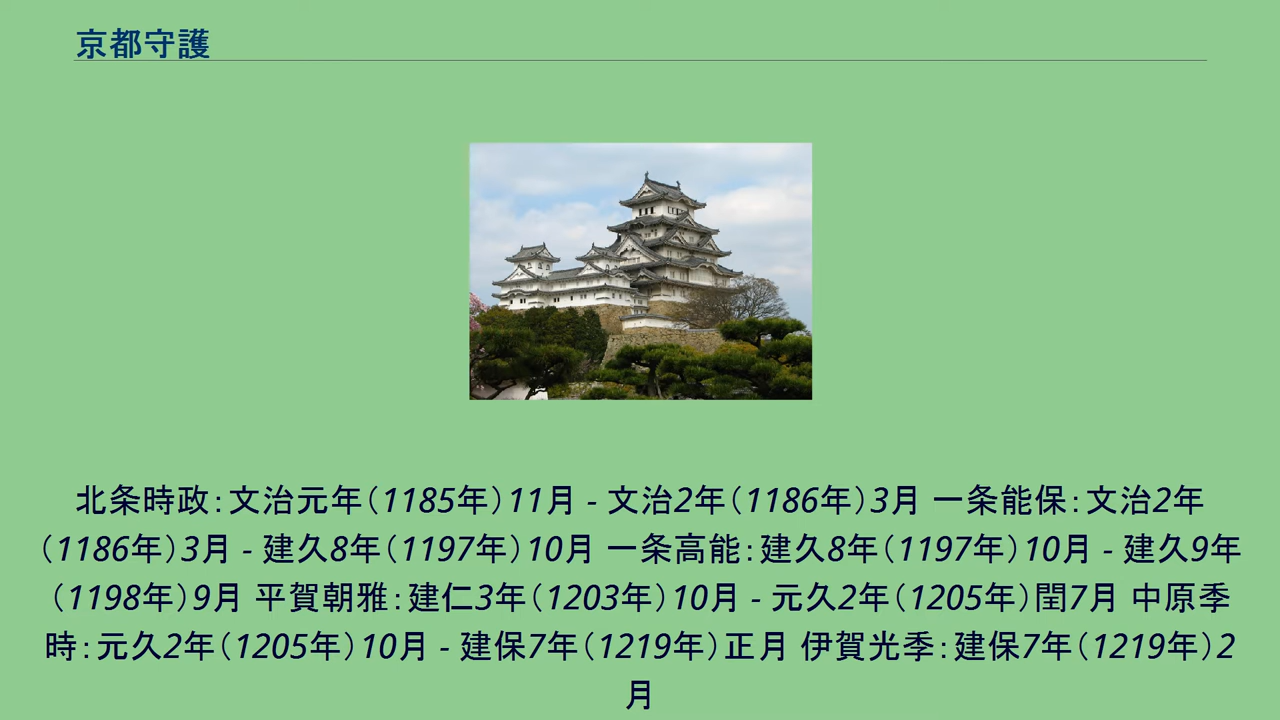 京都守護
北条時政：文治元年（1185年）11月 - 文治2年（1186年）3月 一条能保：文治2年
（1186年）3月 - 建久8年（1197年）10月 一条高能：建久8年（1197年）10月 - 建久9年
（1198年）9月 平賀朝雅：建仁3年（1203年）10月 - 元久2年（1205年）閏7月 中原季
時：元久2年（1205年）10月 - 建保7年（1219年）正月 伊賀光季：建保7年（1219年）2
月